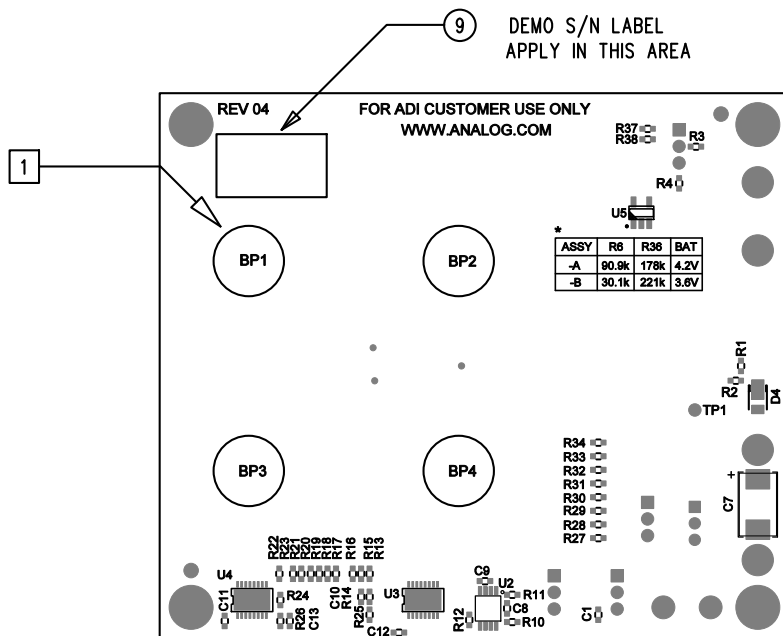 9 DEMO S/N LABEL
APPLY IN THIS AREA
REV 04 FOR ADI CUSTOMER USE ONLY
WWW.ANALOG.COM
R37
R38
R3
1
R4
U5
BP1
BP2
*
ASSY R6 R36 BAT
-A 90.9k 178k 4.2V
-B 30.1k 221k 3.6V
R1
R2
D4
TP1
R34
R33
R32
R31
R30
R29
R28
R27
BP3
BP4
+
C7
R22
R23
R21
R20
R19
R18
R17
R16
R15
R13
U4
C9
U2
C11
R24
R26
C13
C10
R14
R25
U3
R12
R11
C8
R10
C1
C12